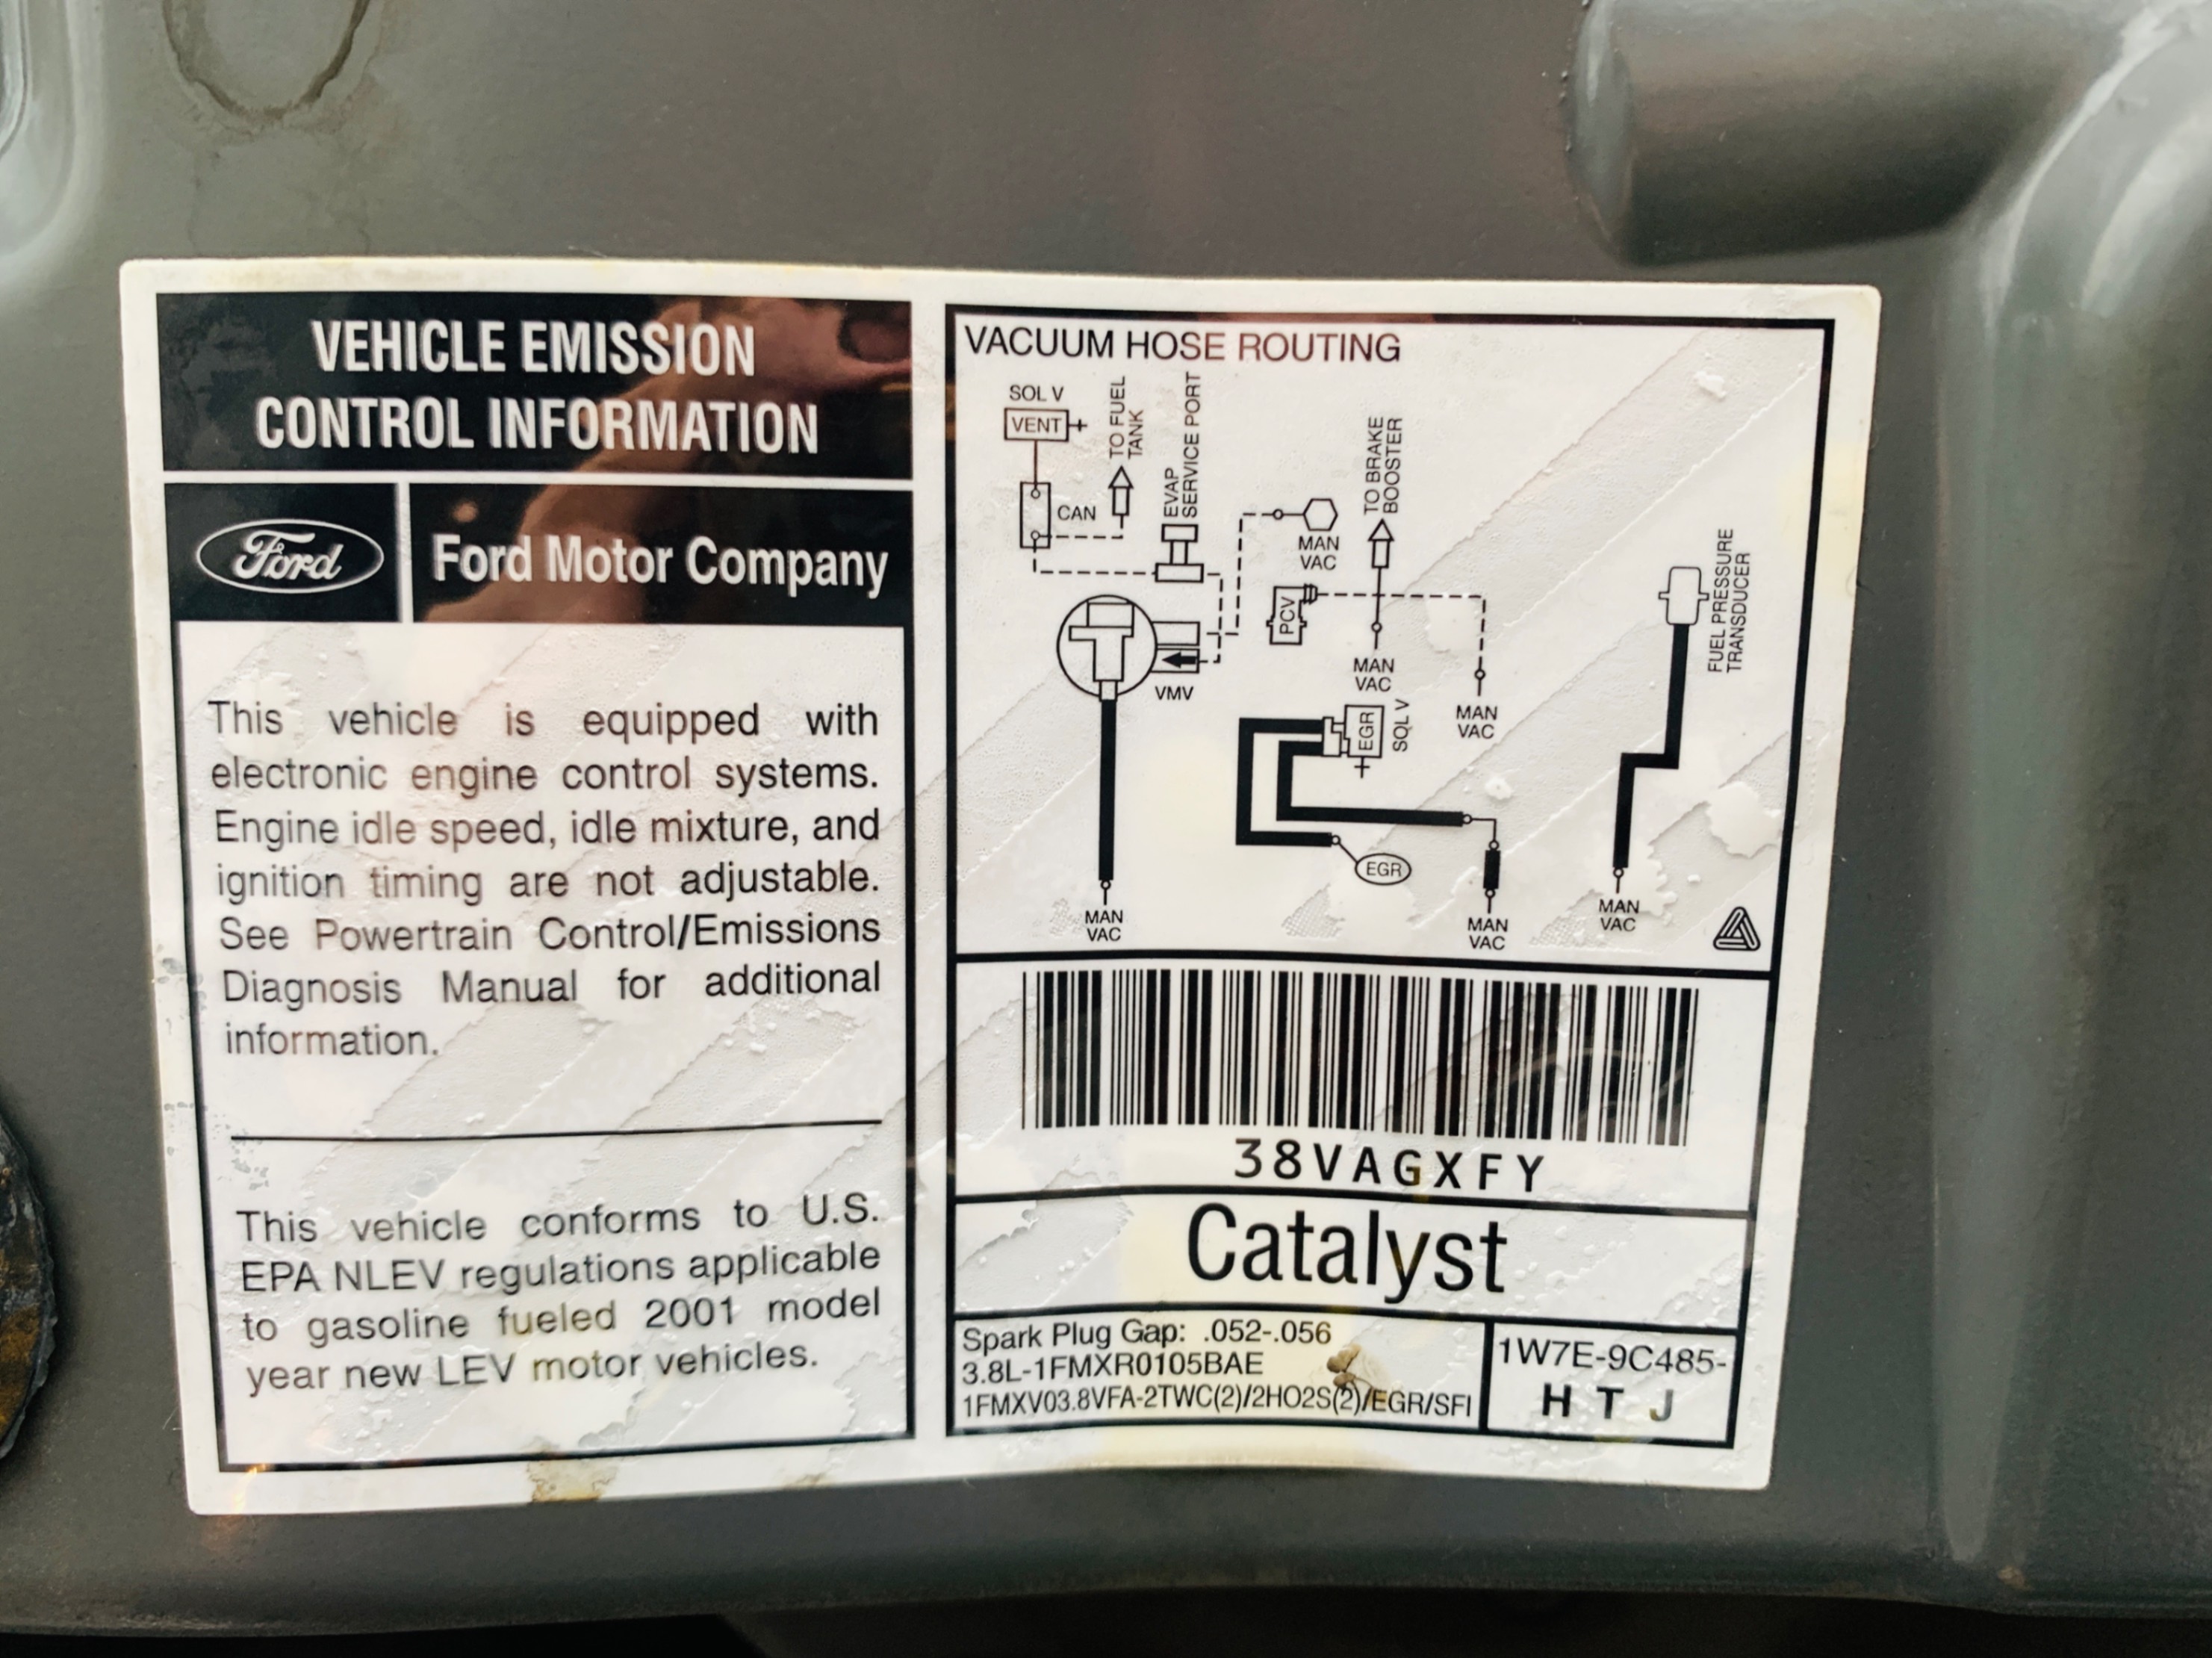 VEHICLE EMISSION
CONTROL INFORMATION
Ford
Ford Motor Company
This vehicle is equipped with
electronic engine control systems.
Engine idle speed, idle mixture, and
ignition timing are not adjustable.
See Powertrain Control/Emissions
Diagnosis Manual for additional
information.
This vehicle conforms to U.S.
EPA NLEV regulations applicable
to gasoline fueled 2001 model
year new LEV motor vehicles.
VACUUM HOSE ROUTING
SOL V
VENT
TO FUEL
TANK
EVAP
SERVICE PORT
CAN
MAN
VAC
TO BRAKE
BOOSTER
PCV
MAN
VAC
MAN
VAC
VMV
EGR
SOL V
EGR
FUEL PRESSURE
TRANSDUCER
MAN
VAC
MAN
VAC
MAN
VAC
38VAGXFY
Catalyst
Spark Plug Gap: .052-.056
3.8L-1FMXR0105BAE
1FMXV03.8VFA-2TWC(2)/2HO2S(2)/EGR/SFI
1W7E-9C485-
H T J